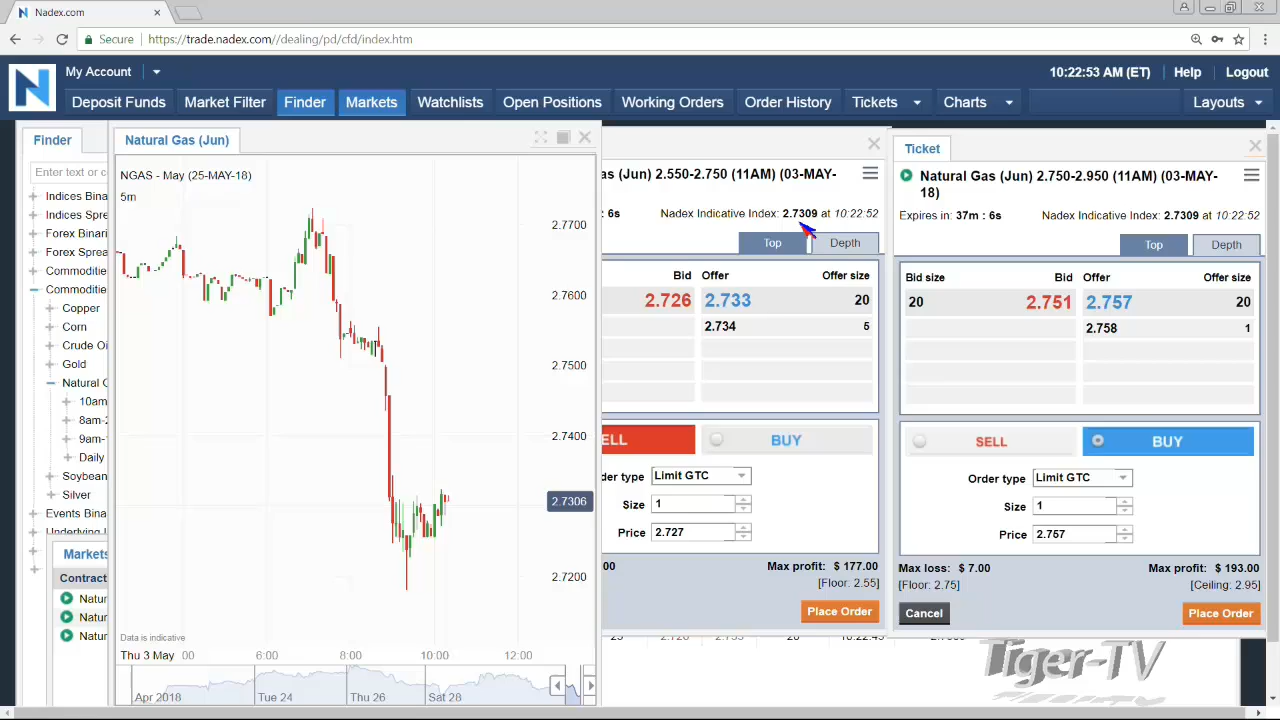 Nadex.com
Secure https://trade.nadex.com//dealing/pd/cfd/index.htm
My Account
10:22:53 AM (ET) Help Logout
Deposit Funds Market Filter Finder Markets Watchlists Open Positions Working Orders Order History Tickets Charts Layouts
Finder
Enter text or c
Indices Bina
Indices Spre
Forex Binari
Forex Sprea
Commoditie
Commoditie
Copper
Corn
Crude Oi
Gold
Natural G
10am
8am-2
9am-1
Daily
Soybean
Silver
Events Bina
Underlying I
Markets
Contract
Natur
Natur
Natur
Natural Gas (Jun)
NGAS - May (25-MAY-18)
5m
2.7700
2.7600
2.7500
2.7400
2.7306
2.7200
Data is indicative
Thu 3 May 00 6:00 8:00 10:00 12:00
Apr 2018 Tue 24 Thu 26 Sat 28
as (Jun) 2.550-2.750 (11AM) (03-MAY-
: 6s Nadex Indicative Index: 2.7309 at 10:22:52
Top Depth
Bid Offer Offer size
2.726 2.733 20
2.734 5
ELL BUY
der type Limit GTC
Size 1
Price 2.727
00 Max profit: $ 177.00
[Floor: 2.55]
Place Order
Ticket
Natural Gas (Jun) 2.750-2.950 (11AM) (03-MAY-
18)
Expires in: 37m : 6s Nadex Indicative Index: 2.7309 at 10:22:52
Top Depth
Bid size Bid Offer Offer size
20 2.751 2.757 20
2.758 1
SELL BUY
Order type Limit GTC
Size 1
Price 2.757
Max loss: $ 7.00 Max profit: $ 193.00
[Floor: 2.75] [Ceiling: 2.95]
Cancel Place Order
Tiger-TV